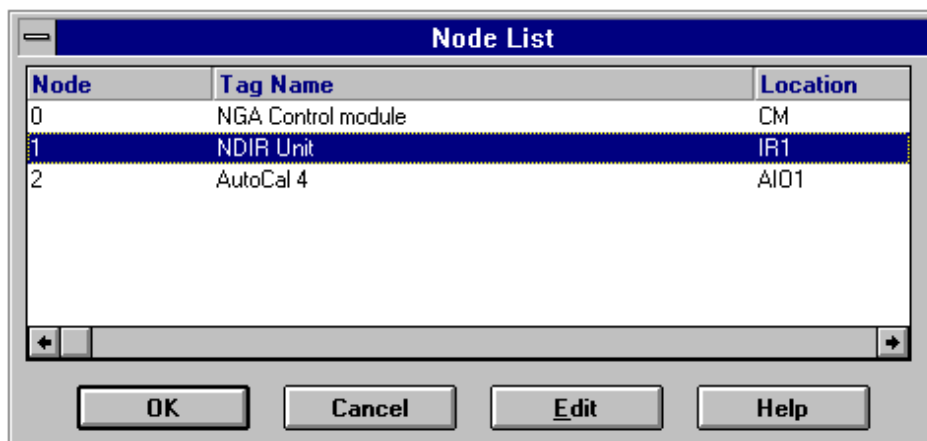 Node List
Node Tag Name Location
0 NGA Control module CM
1 NDIR Unit IR1
2 AutoCal 4 AIO1
OK Cancel Edit Help